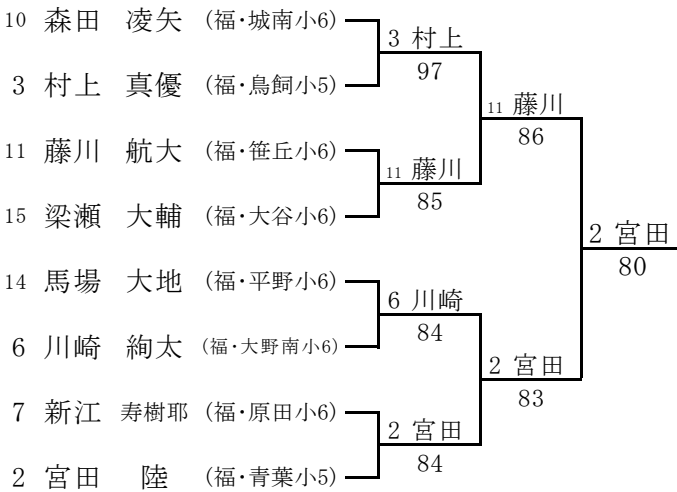 10 森田 凌矢 (福・城南小6)
3 村上
97
3 村上 真優 (福・鳥飼小5)
11 藤川
86
11 藤川 航大 (福・笹丘小6)
11 藤川
85
15 梁瀬 大輔 (福・大谷小6)
2 宮田
80
14 馬場 大地 (福・平野小6)
6 川崎
84
6 川崎 絢太 (福・大野南小6)
2 宮田
83
7 新江 寿樹耶 (福・原田小6)
2 宮田
84
2 宮田 陸 (福・青葉小5)